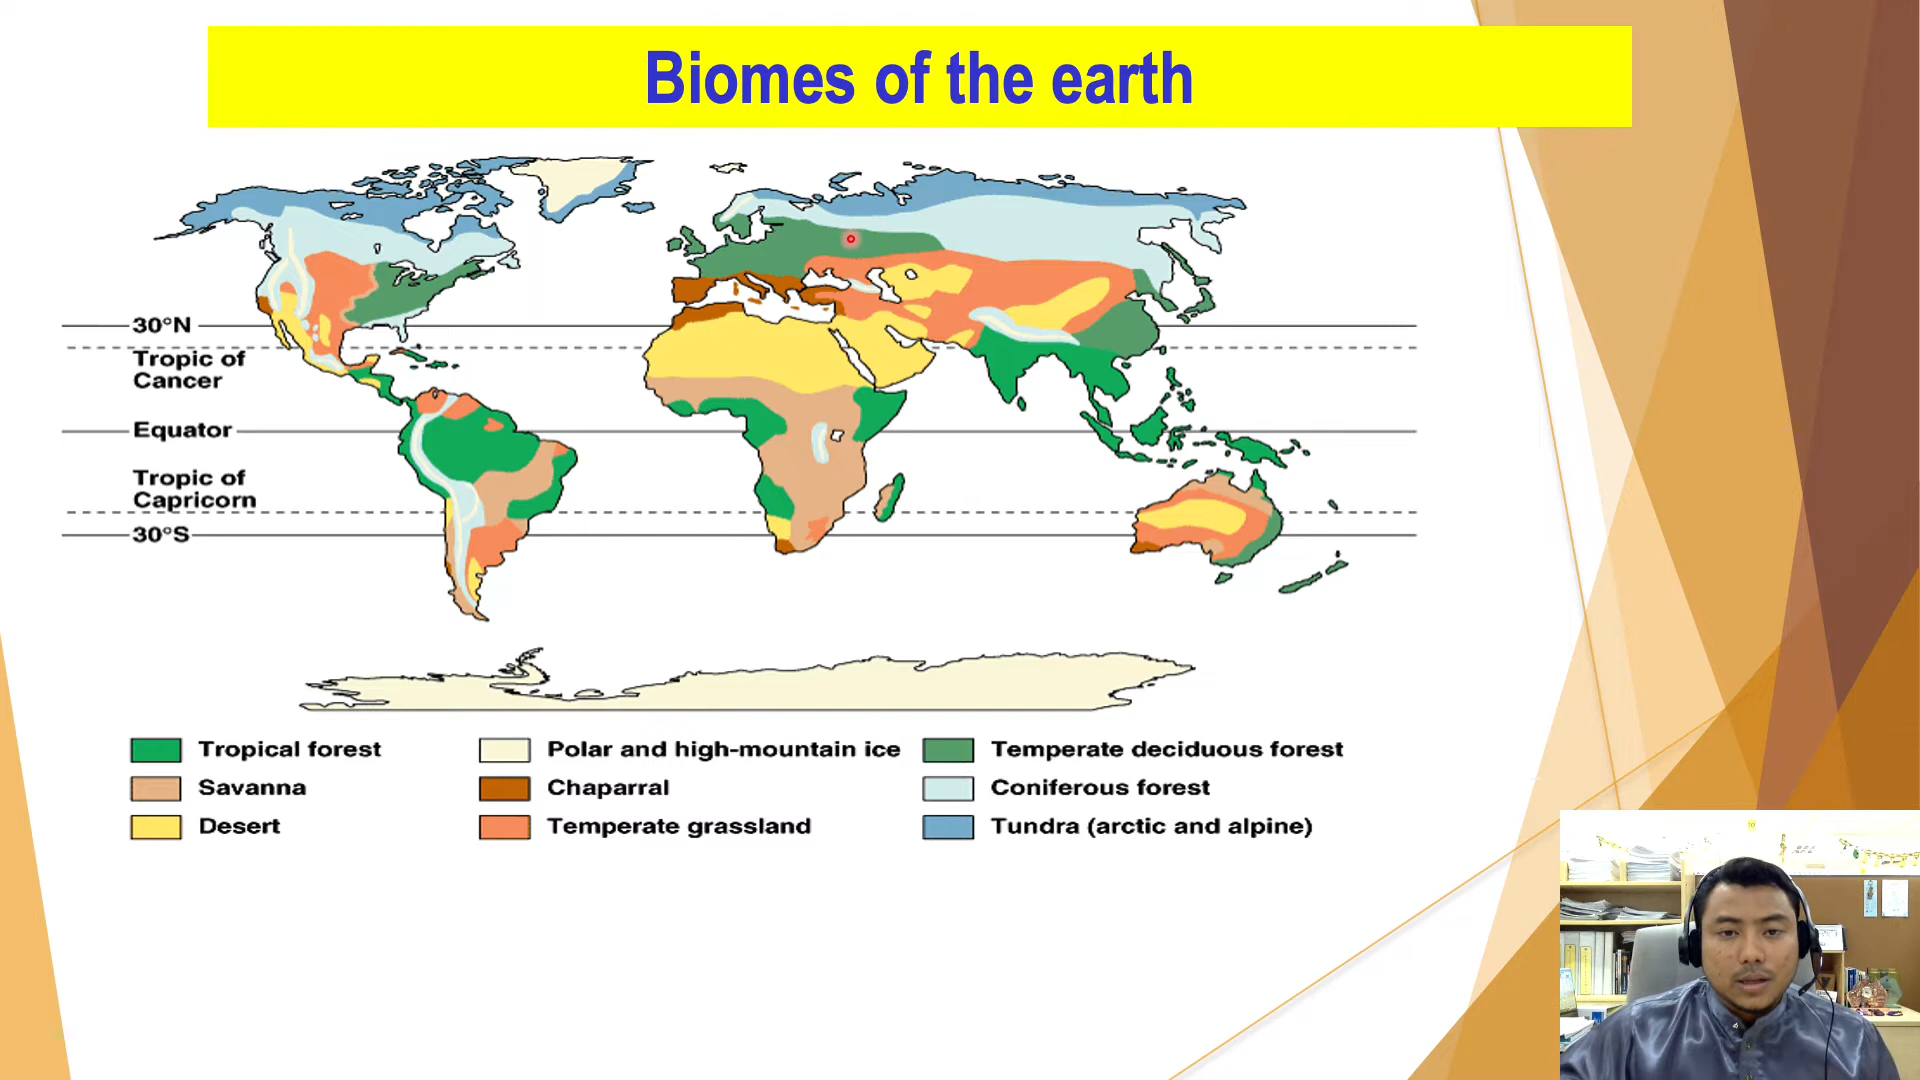 Biomes of the earth
30°N
Tropic of
Cancer
Equator
Tropic of
Capricorn
30°S
Tropical forest
Polar and high-mountain ice
Temperate deciduous forest
Savanna
Chaparral
Coniferous forest
Desert
Temperate grassland
Tundra (arctic and alpine)